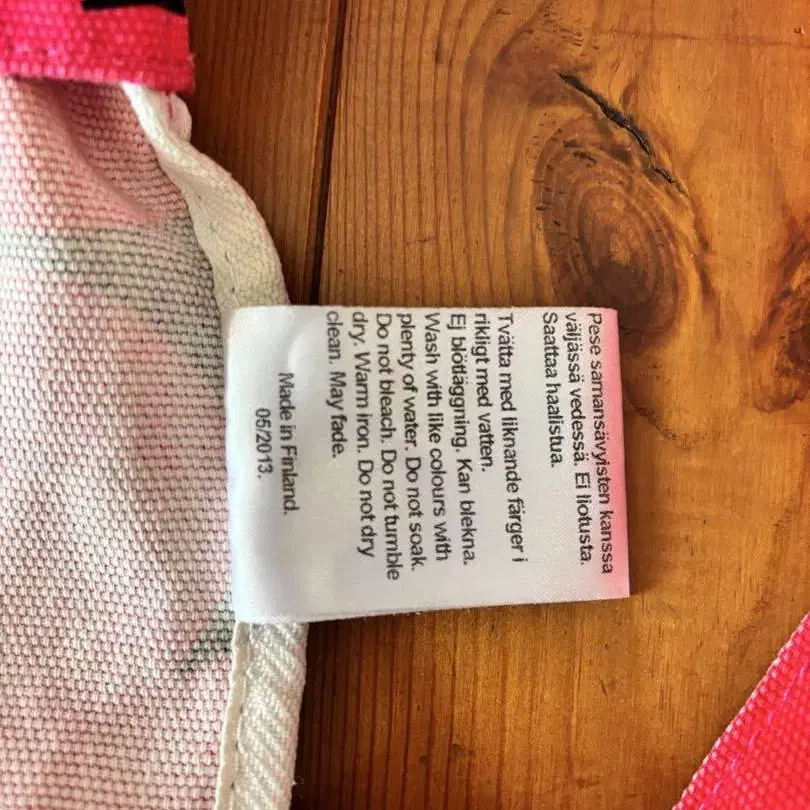 Pese samansävyisten kanssa
väljässä vedessä. Ei liotusta.
Saattaa haalistua.
Tvätta med liknande färger i
rikligt med vatten.
Ej blötläggning. Kan blekna.
Wash with like colours with
plenty of water. Do not soak.
Do not bleach. Do not tumble
dry. Warm iron. Do not dry
clean. May fade.
Made in Finland.
05/2013.